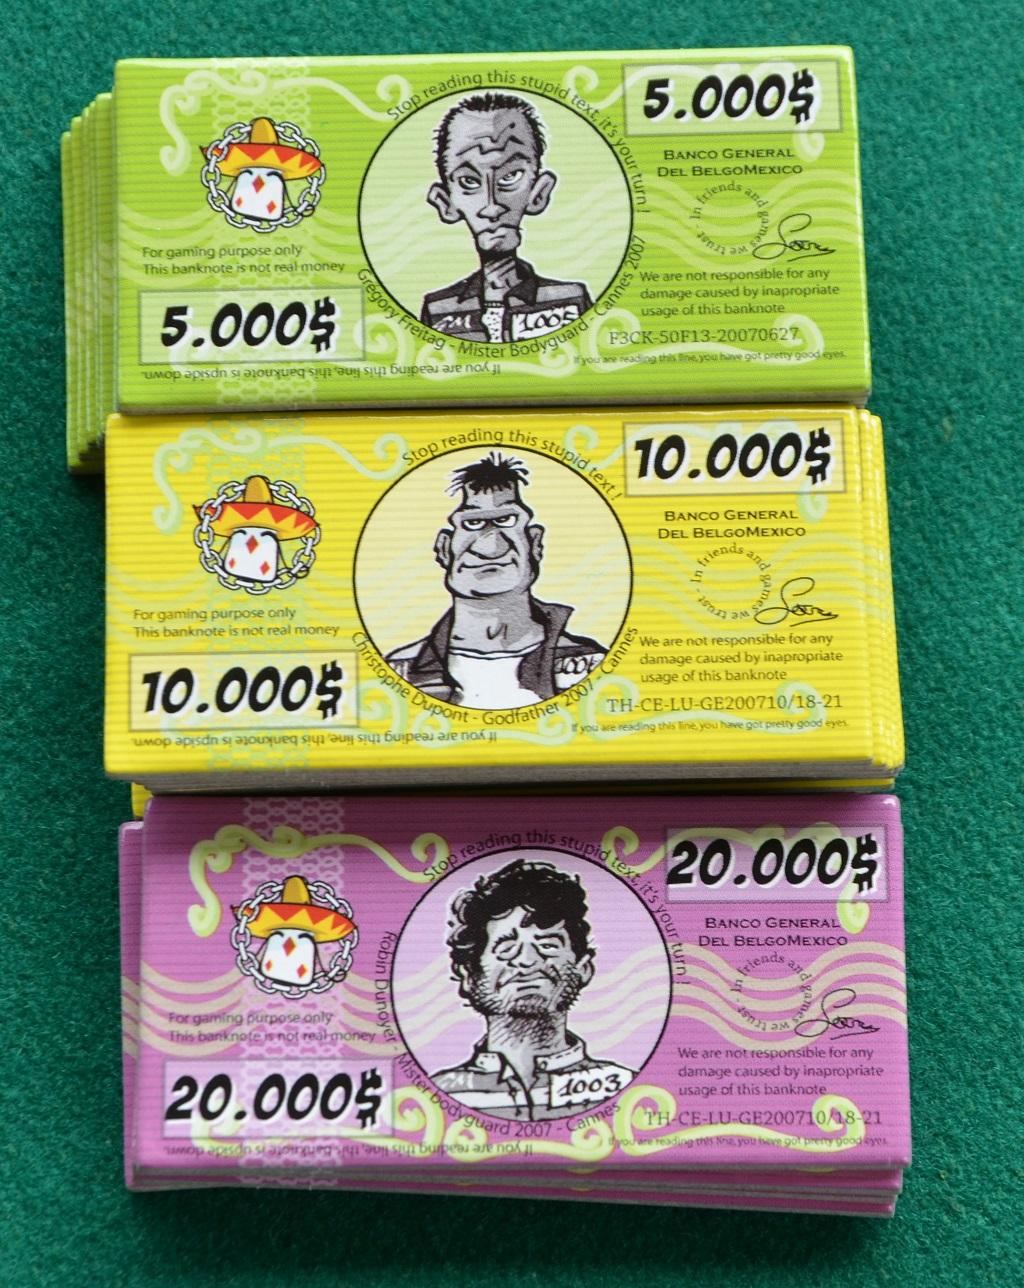 Stop reading this stupid text, it's your turn !
5.000$
BANCO GENERAL
DEL BELGOMEXICO
In friends and games we trust -
For gaming purpose only
This banknote is not real money
We are not responsible for any
damage caused by inapropriate
usage of this banknote
5.000$
1005
Gregory Freitag - Mister Bodyguard - Cannes 2007
F3CK-50F13-20070627
If you are reading this line, you have got pretty good eyes.
If you are reading this line, this banknote is upside down.
Stop reading this stupid text !
10.000$
BANCO GENERAL
DEL BELGOMEXICO
In friends and games we trust -
For gaming purpose only
This banknote is not real money
We are not responsible for any
damage caused by inapropriate
usage of this banknote
10.000$
Christophe Dupont - Godfather 2007 - Cannes
TH-CE-LU-GE200710/18-21
If you are reading this line, you have got pretty good eyes.
If you are reading this line, this banknote is upside down.
Stop reading this stupid text, it's your turn !
20.000$
BANCO GENERAL
DEL BELGOMEXICO
In friends and games we trust -
For gaming purpose only
This banknote is not real money
We are not responsible for any
damage caused by inapropriate
usage of this banknote
20.000$
1003
Robin Dunoyer - Mister bodyguard 2007 - Cannes
TH-CE-LU-GE200710/18-21
If you are reading this line, you have got pretty good eyes.
If you are reading this line, this banknote is upside down.